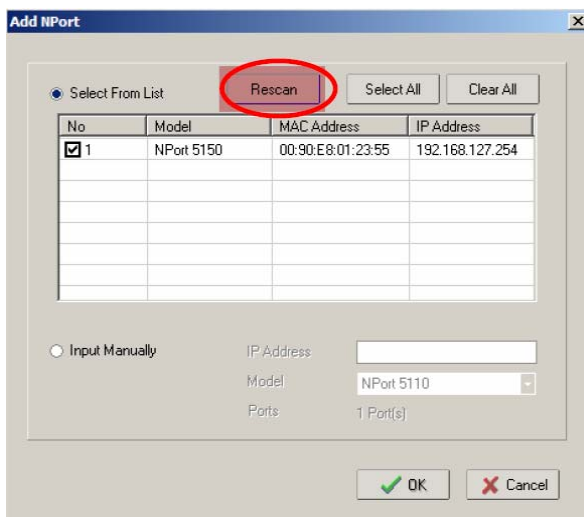 Add NPort
Select From List Rescan Select All Clear All
No Model MAC Address IP Address
1 NPort 5150 00:90:E8:01:23:55 192.168.127.254
Input Manually IP Address
Model NPort 5110
Ports 1 Port(s)
OK Cancel